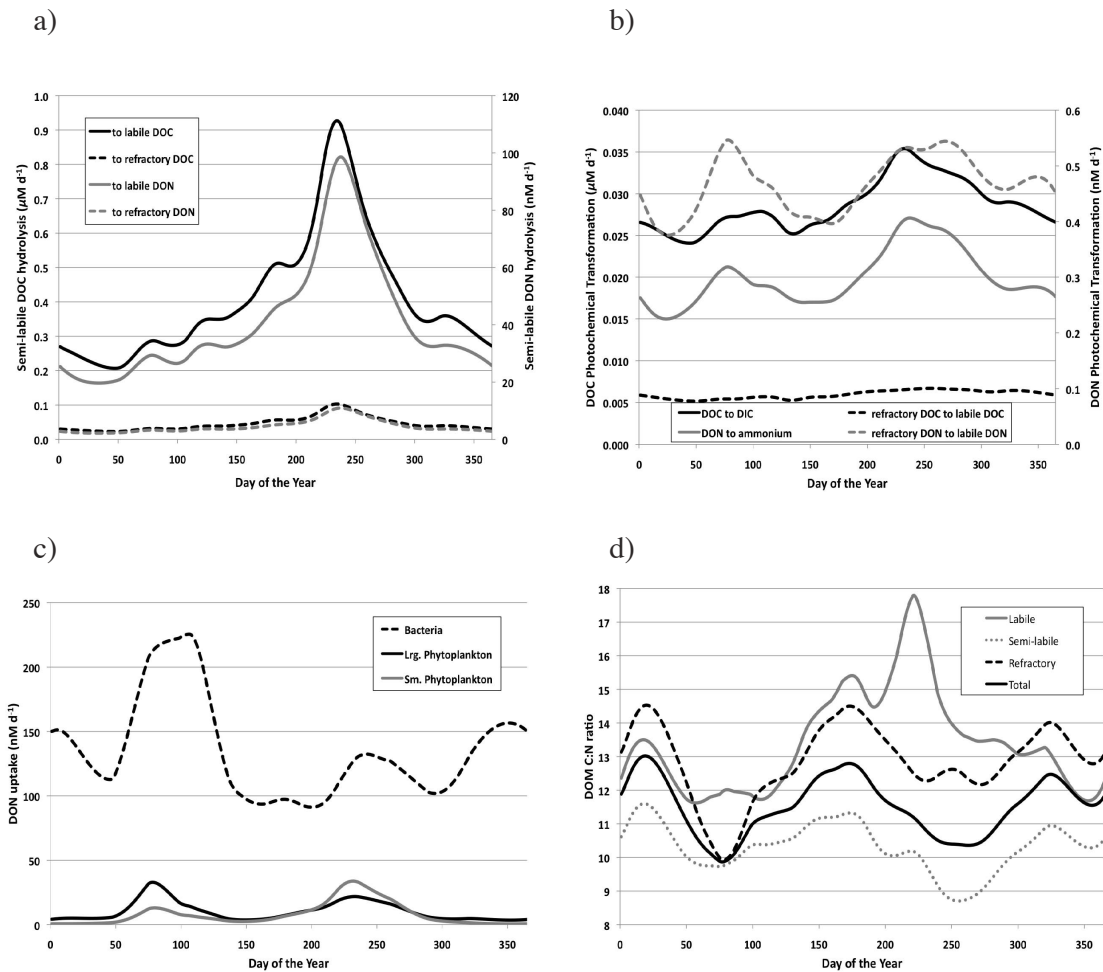 a)
1.0
0.9
0.8
0.7
0.6
0.5
0.4
0.3
0.2
0.1
0.0
Semi-labile DOC hydrolysis (µM d⁻¹)
to labile DOC
to refractory DOC
to labile DON
to refractory DON
120
100
80
60
40
20
0
Semi-labile DON hydrolysis (nM d⁻¹)
0 50 100 150 200 250 300 350
Day of the Year
b)
0.040
0.035
0.030
0.025
0.020
0.015
0.010
0.005
0.000
DOC Photochemical Transformation (µM d⁻¹)
DOC to DIC
refractory DOC to labile DOC
DON to ammonium
refractory DON to labile DON
0.6
0.5
0.4
0.3
0.2
0.1
0.0
DON Photochemical Transformation (nM d⁻¹)
0 50 100 150 200 250 300 350
Day of the Year
c)
250
200
150
100
50
0
DON uptake (nM d⁻¹)
Bacteria
Lrg. Phytoplankton
Sm. Phytoplankton
0 50 100 150 200 250 300 350
Day of the Year
d)
18
17
16
15
14
13
12
11
10
9
8
DOM C:N ratio
Labile
Semi-labile
Refractory
Total
0 50 100 150 200 250 300 350
Day of the Year